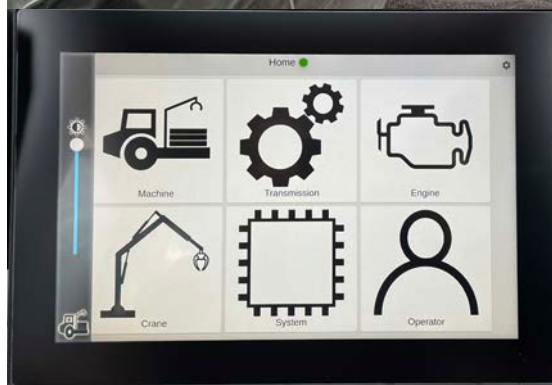 Home
Machine
Transmission
Engine
Crane
System
Operator